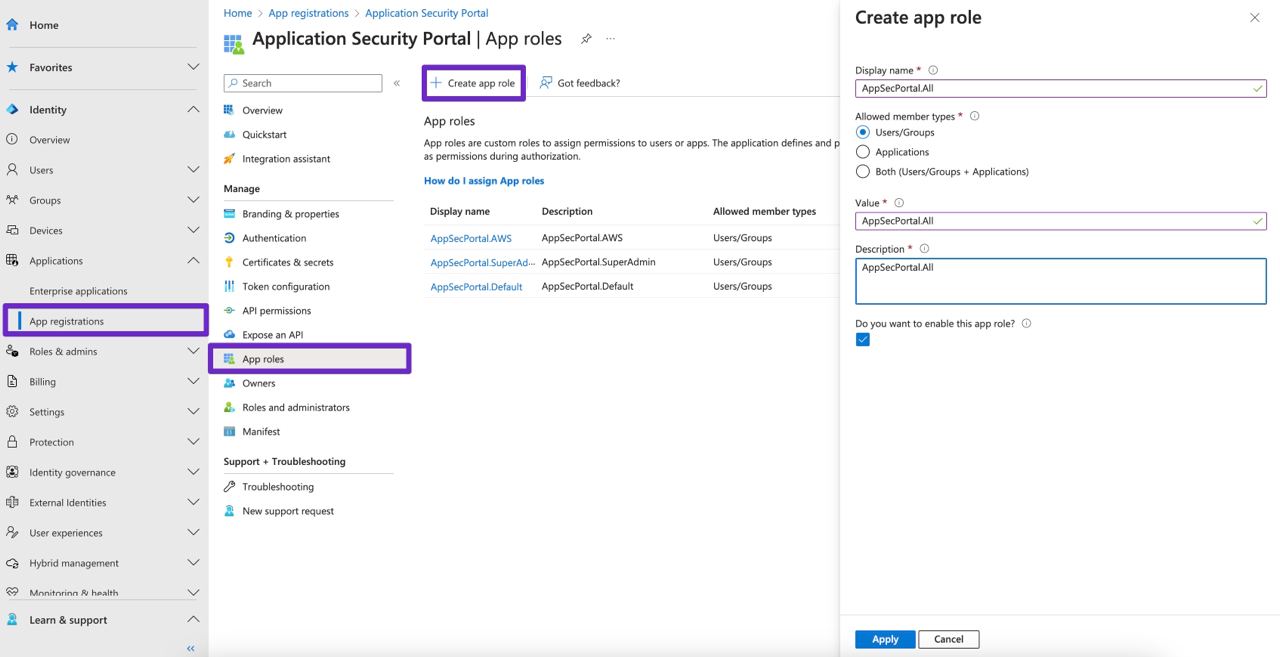 Home
Favorites
Identity
Overview
Users
Groups
Devices
Applications
Enterprise applications
App registrations
Roles & admins
Billing
Settings
Protection
Identity governance
External Identities
User experiences
Hybrid management
Monitoring & health
Learn & support
Home > App registrations > Application Security Portal
Application Security Portal | App roles
Search
Overview
Quickstart
Integration assistant
Manage
Branding & properties
Authentication
Certificates & secrets
Token configuration
API permissions
Expose an API
App roles
Owners
Roles and administrators
Manifest
Support + Troubleshooting
Troubleshooting
New support request
Create app role Got feedback?
App roles
App roles are custom roles to assign permissions to users or apps. The application defines and p
as permissions during authorization.
How do I assign App roles
Display name Description Allowed member types
AppSecPortal.AWS AppSecPortal.AWS Users/Groups
AppSecPortal.SuperAd... AppSecPortal.SuperAdmin Users/Groups
AppSecPortal.Default AppSecPortal.Default Users/Groups
Create app role
Display name *
AppSecPortal.All
Allowed member types *
Users/Groups
Applications
Both (Users/Groups + Applications)
Value *
AppSecPortal.All
Description *
AppSecPortal.All
Do you want to enable this app role?
Apply Cancel